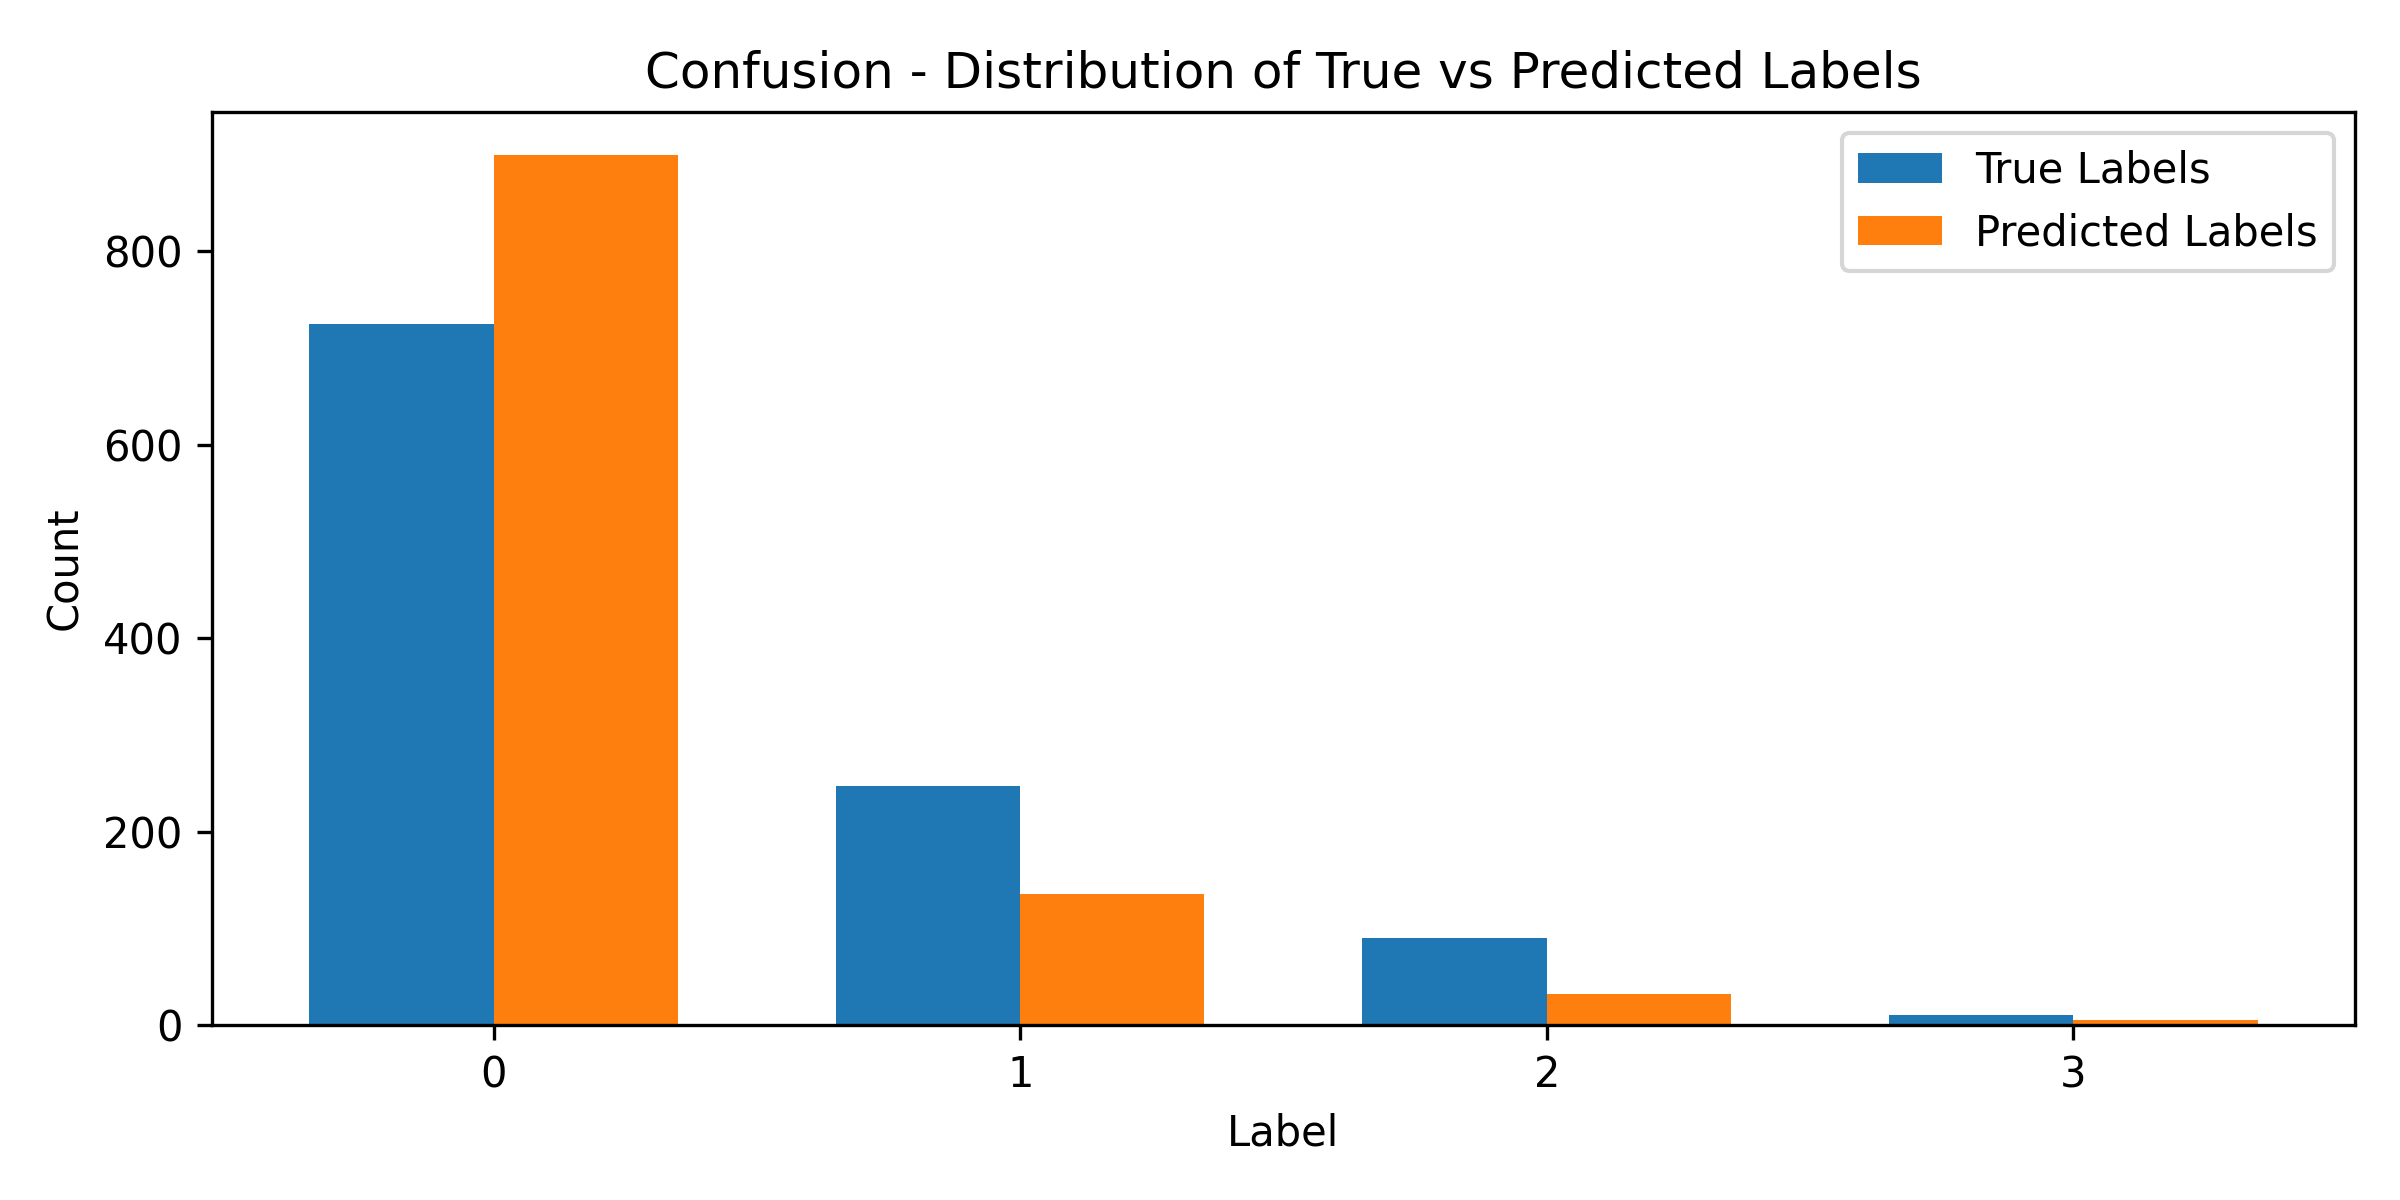 Confusion - Distribution of True vs Predicted Labels
True Labels
Predicted Labels
Count
800
600
400
200
0
0 1 2 3
Label